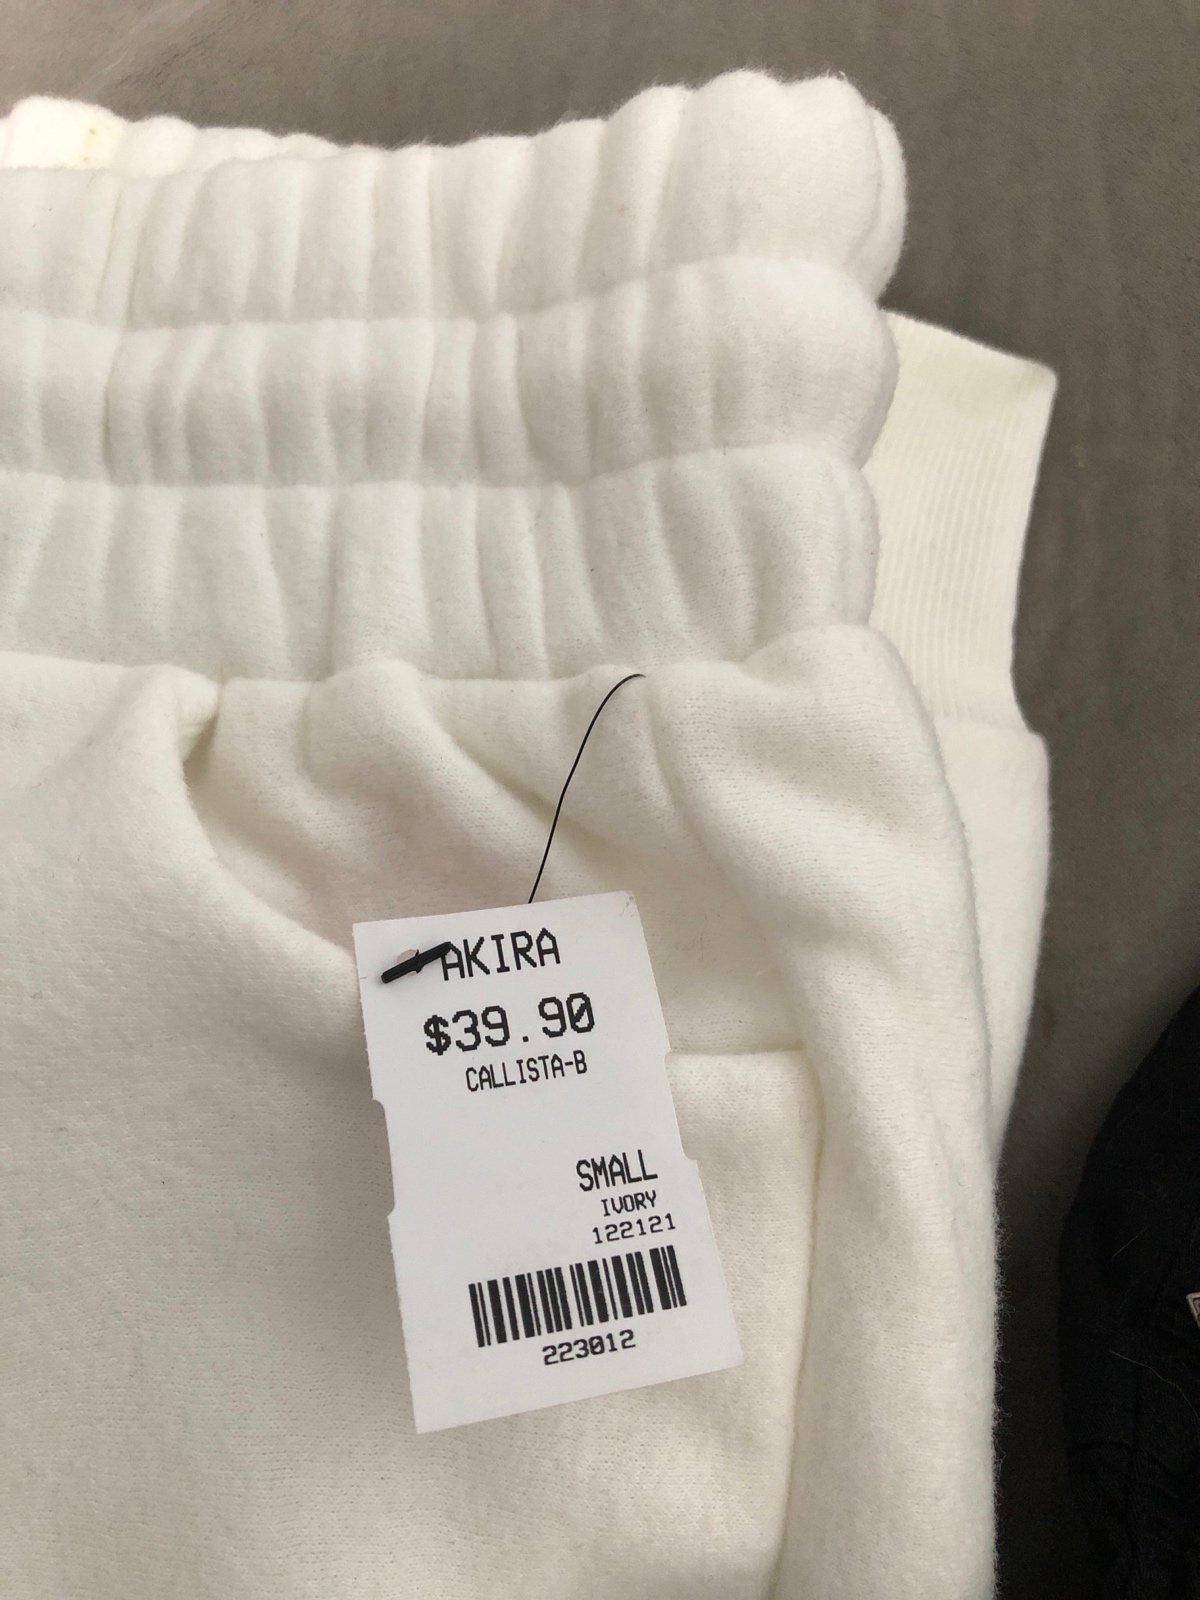 AKIRA
$39.90
CALLISTA-B
SMALL
IVORY
122121
223012